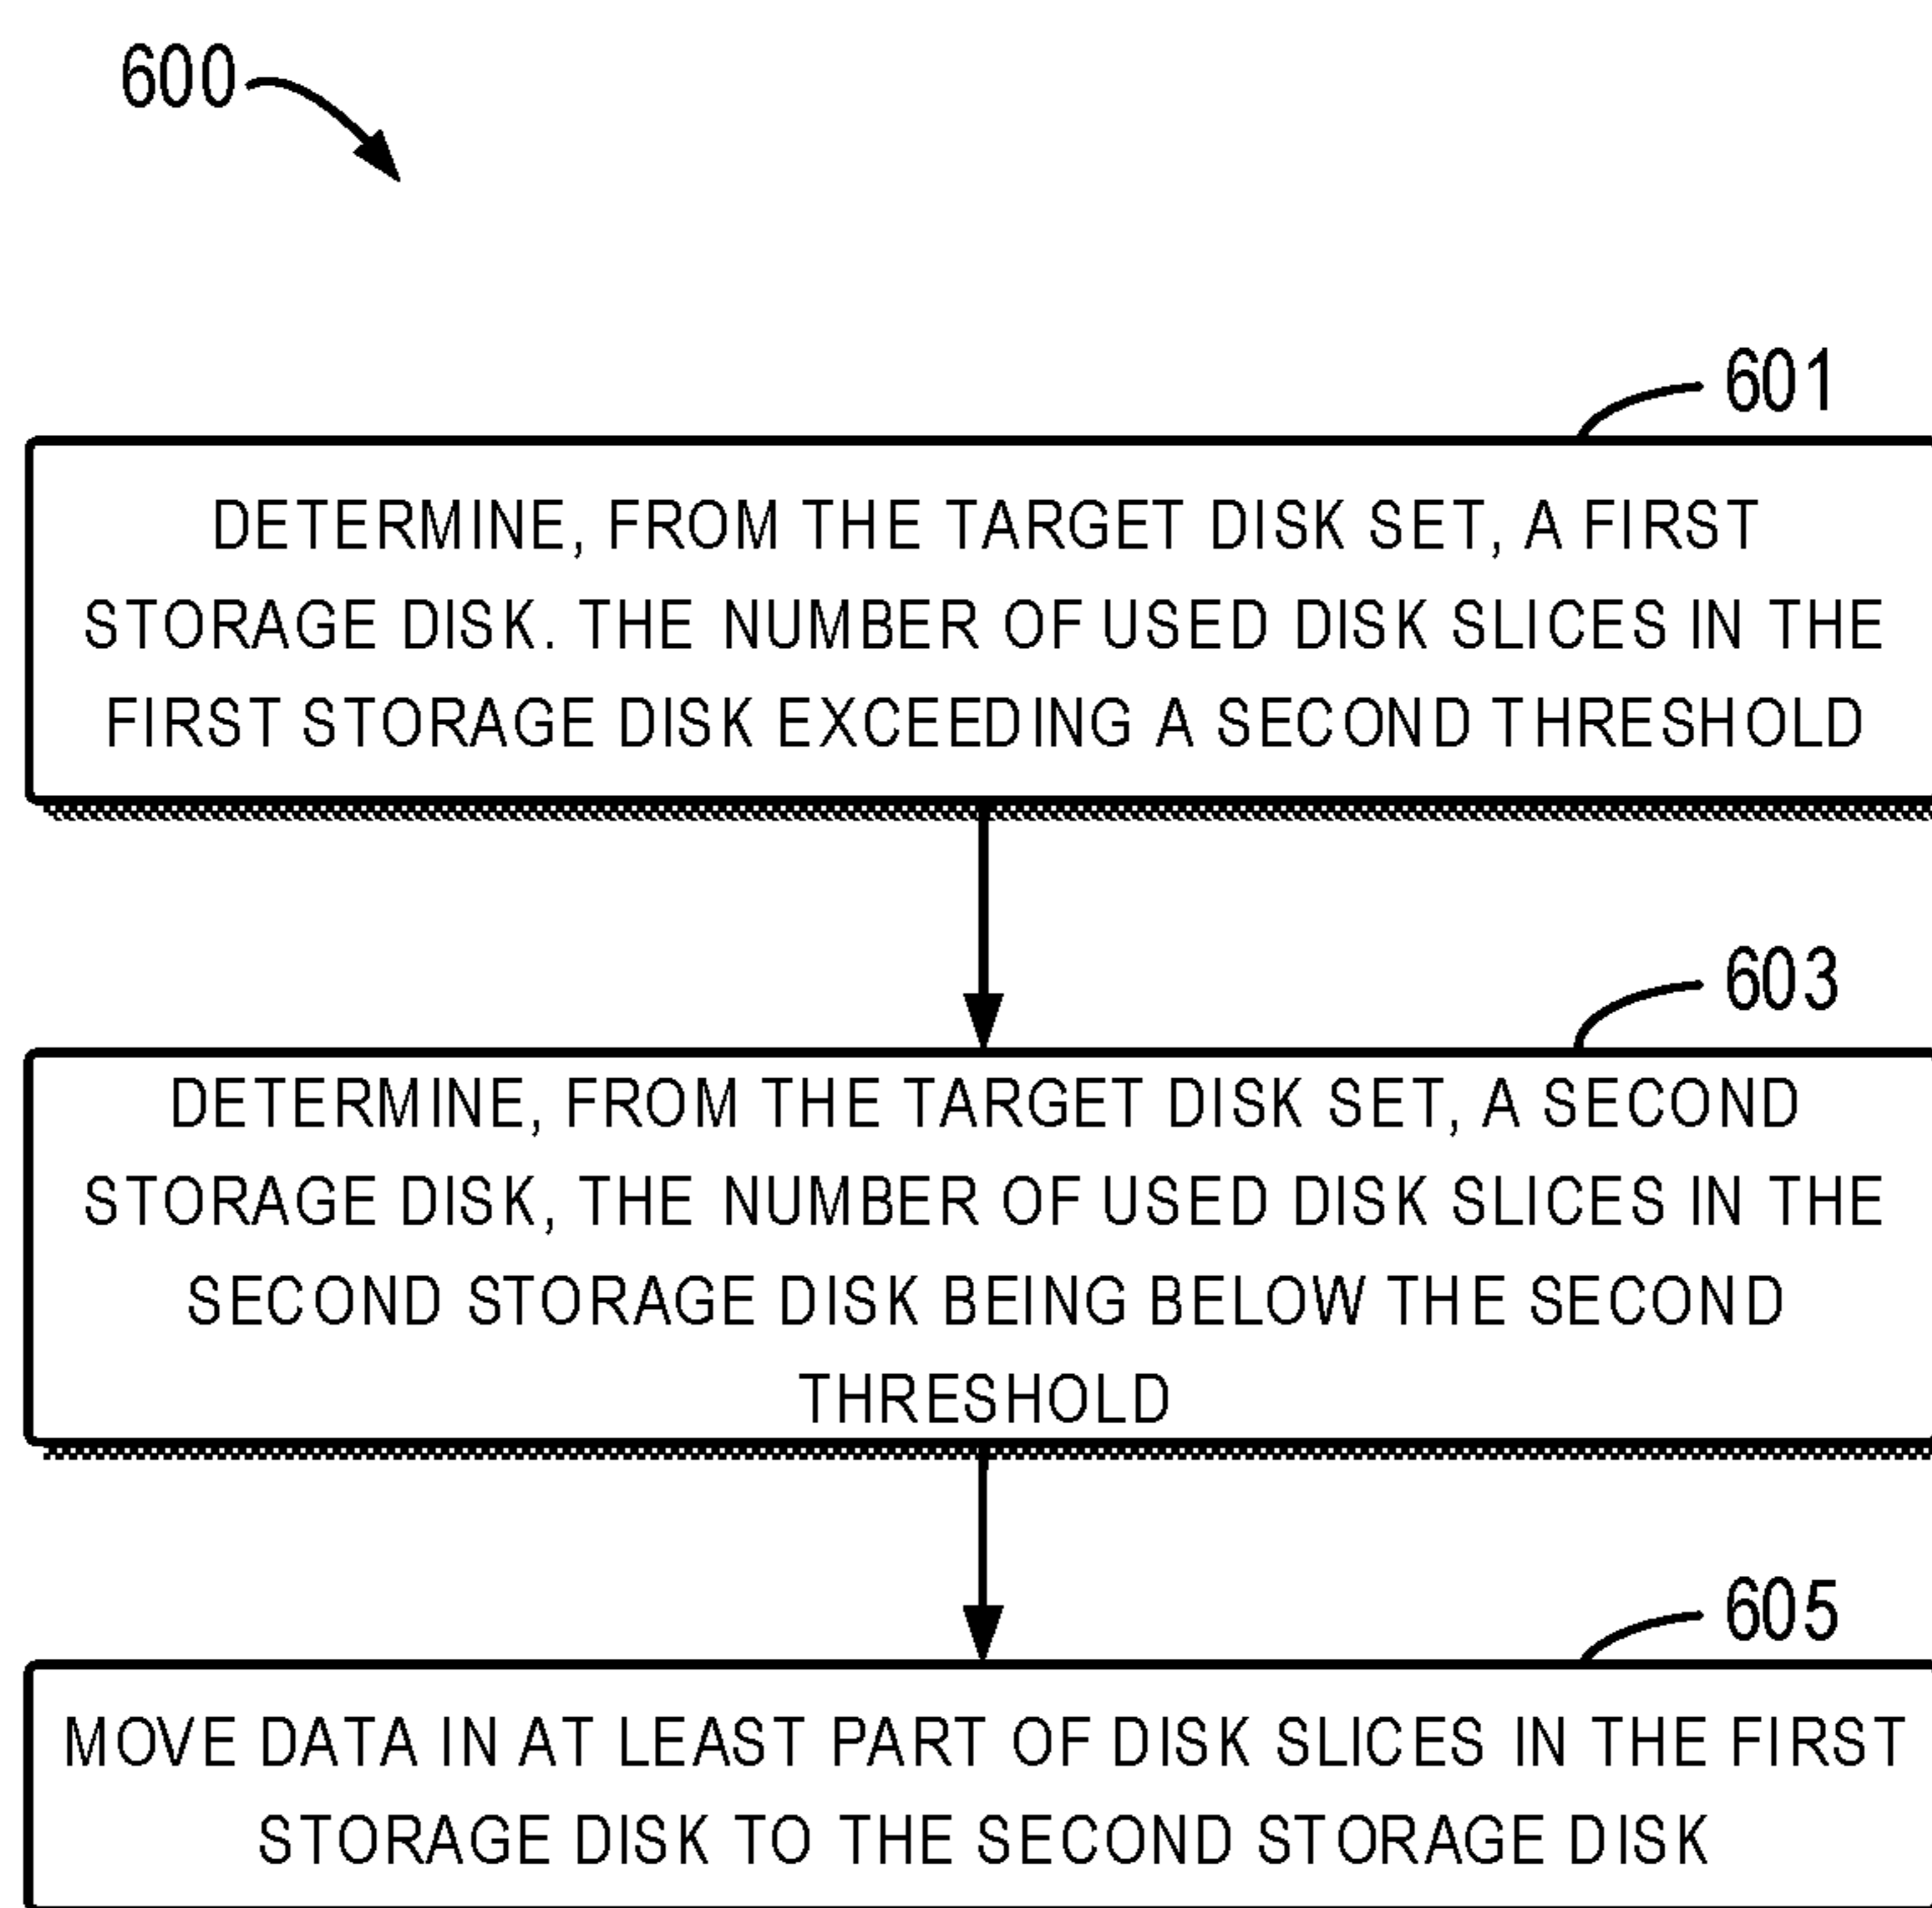 600
601
DETERMINE, FROM THE TARGET DISK SET, A FIRST
STORAGE DISK. THE NUMBER OF USED DISK SLICES IN THE
FIRST STORAGE DISK EXCEEDING A SECOND THRESHOLD
603
DETERMINE, FROM THE TARGET DISK SET, A SECOND
STORAGE DISK, THE NUMBER OF USED DISK SLICES IN THE
SECOND STORAGE DISK BEING BELOW THE SECOND
THRESHOLD
605
MOVE DATA IN AT LEAST PART OF DISK SLICES IN THE FIRST
STORAGE DISK TO THE SECOND STORAGE DISK